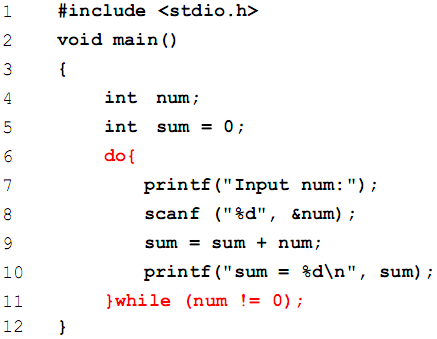 1 #include <stdio.h>
2 void main()
3 {
4 int num;
5 int sum = 0;
6 do{
7 printf("Input num:");
8 scanf ("%d", &num);
9 sum = sum + num;
10 printf("sum = %d\n", sum);
11 }while (num != 0);
12 }